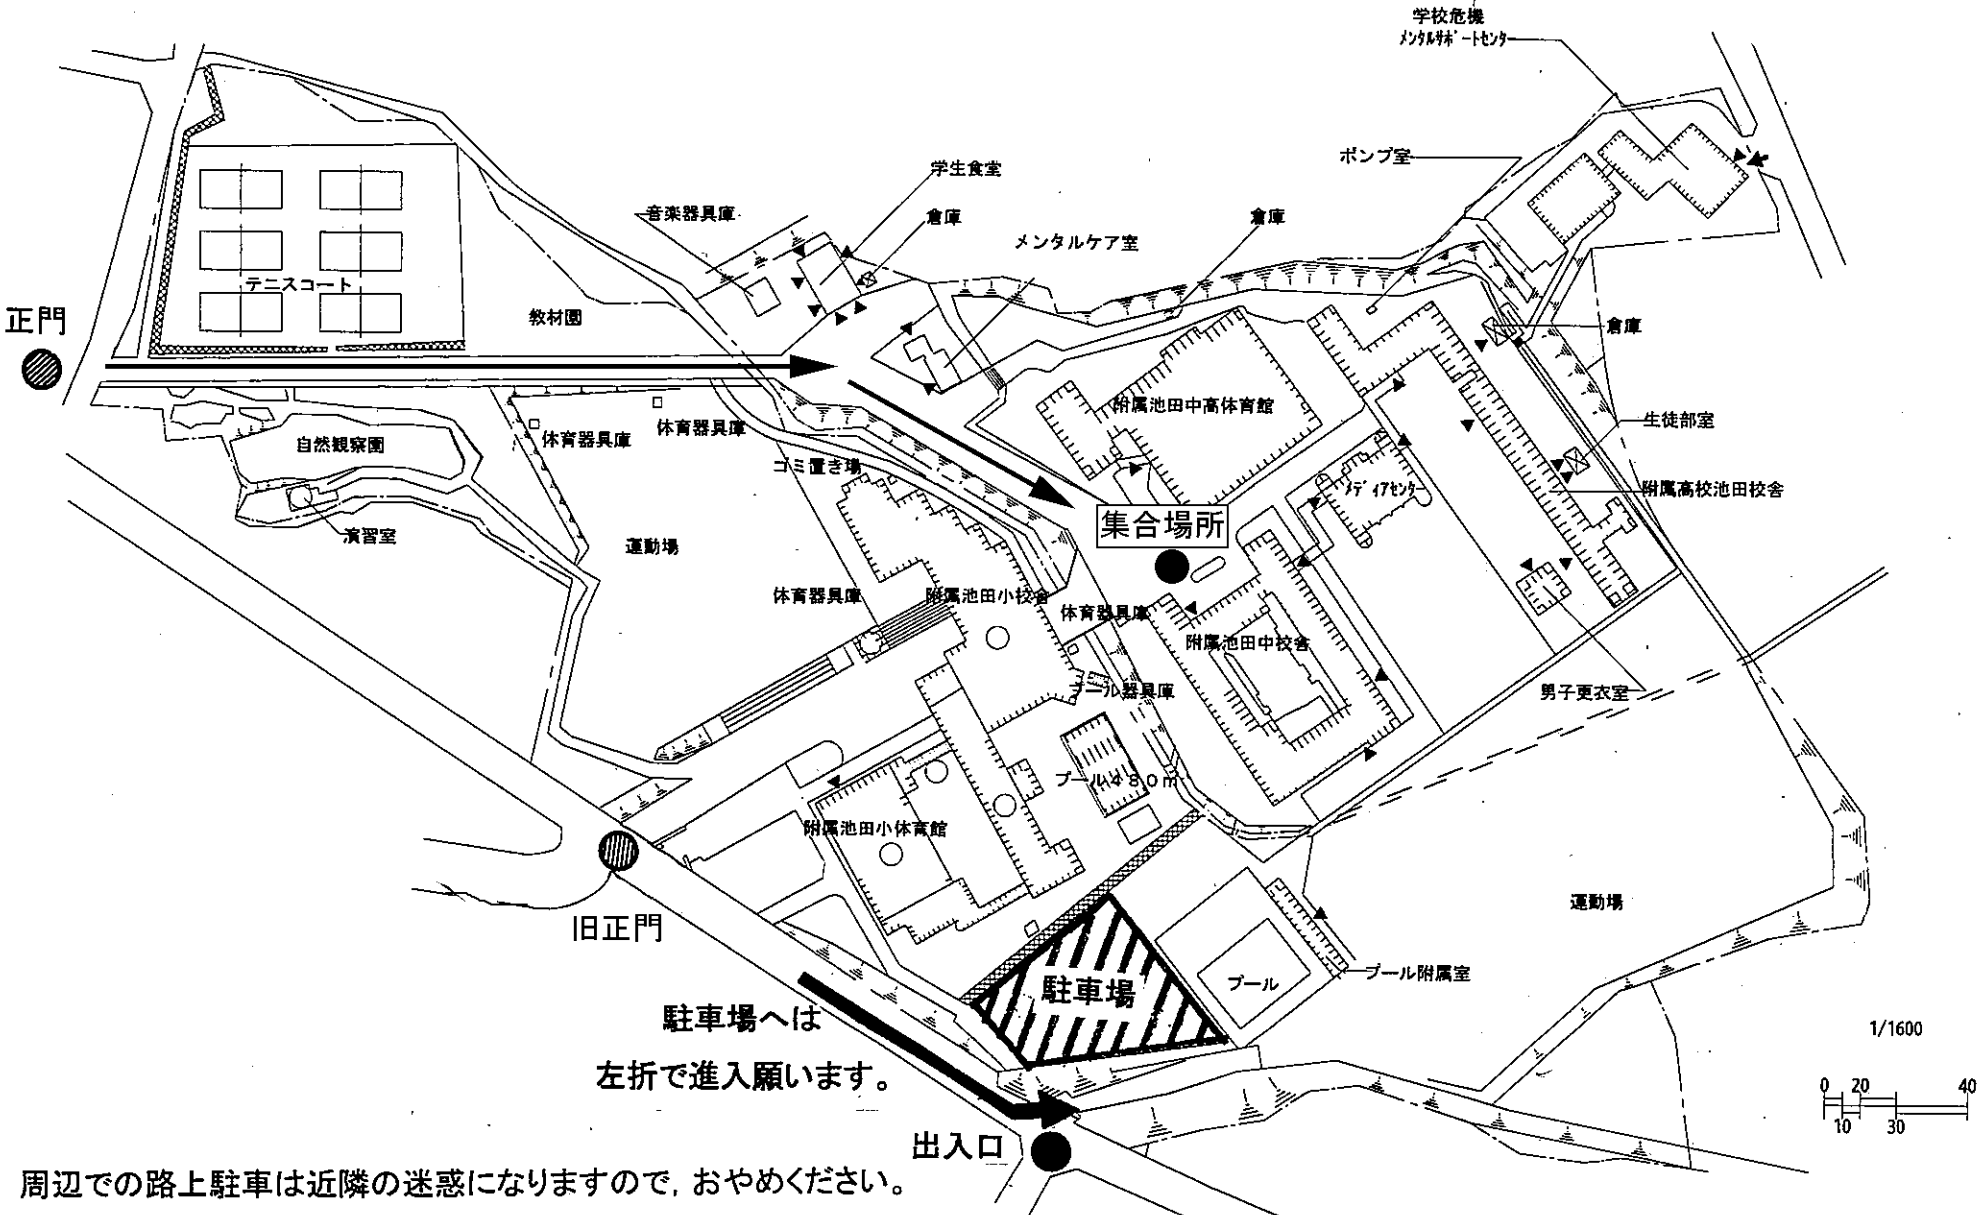 学校危機
メンタルサポートセンター
ポンプ室
学生食堂
音楽器具庫
倉庫
倉庫
メンタルケア室
テニスコート
正門
教材園
倉庫
附属池田中高体育館
生徒部室
自然観察園
体育器具庫
体育器具庫
ゴミ置き場
メディアセンター
附属高校池田校舎
集合場所
演習室
運動場
体育器具庫
附属池田小校舎
体育器具庫
附属池田中校舎
プール器具庫
男子更衣室
プール480m
附属池田小体育館
旧正門
運動場
駐車場
プール
プール附属室
駐車場へは
左折で進入願います。
1/1600
0 20 40
10 30
出入口
周辺での路上駐車は近隣の迷惑になりますので,おやめください。